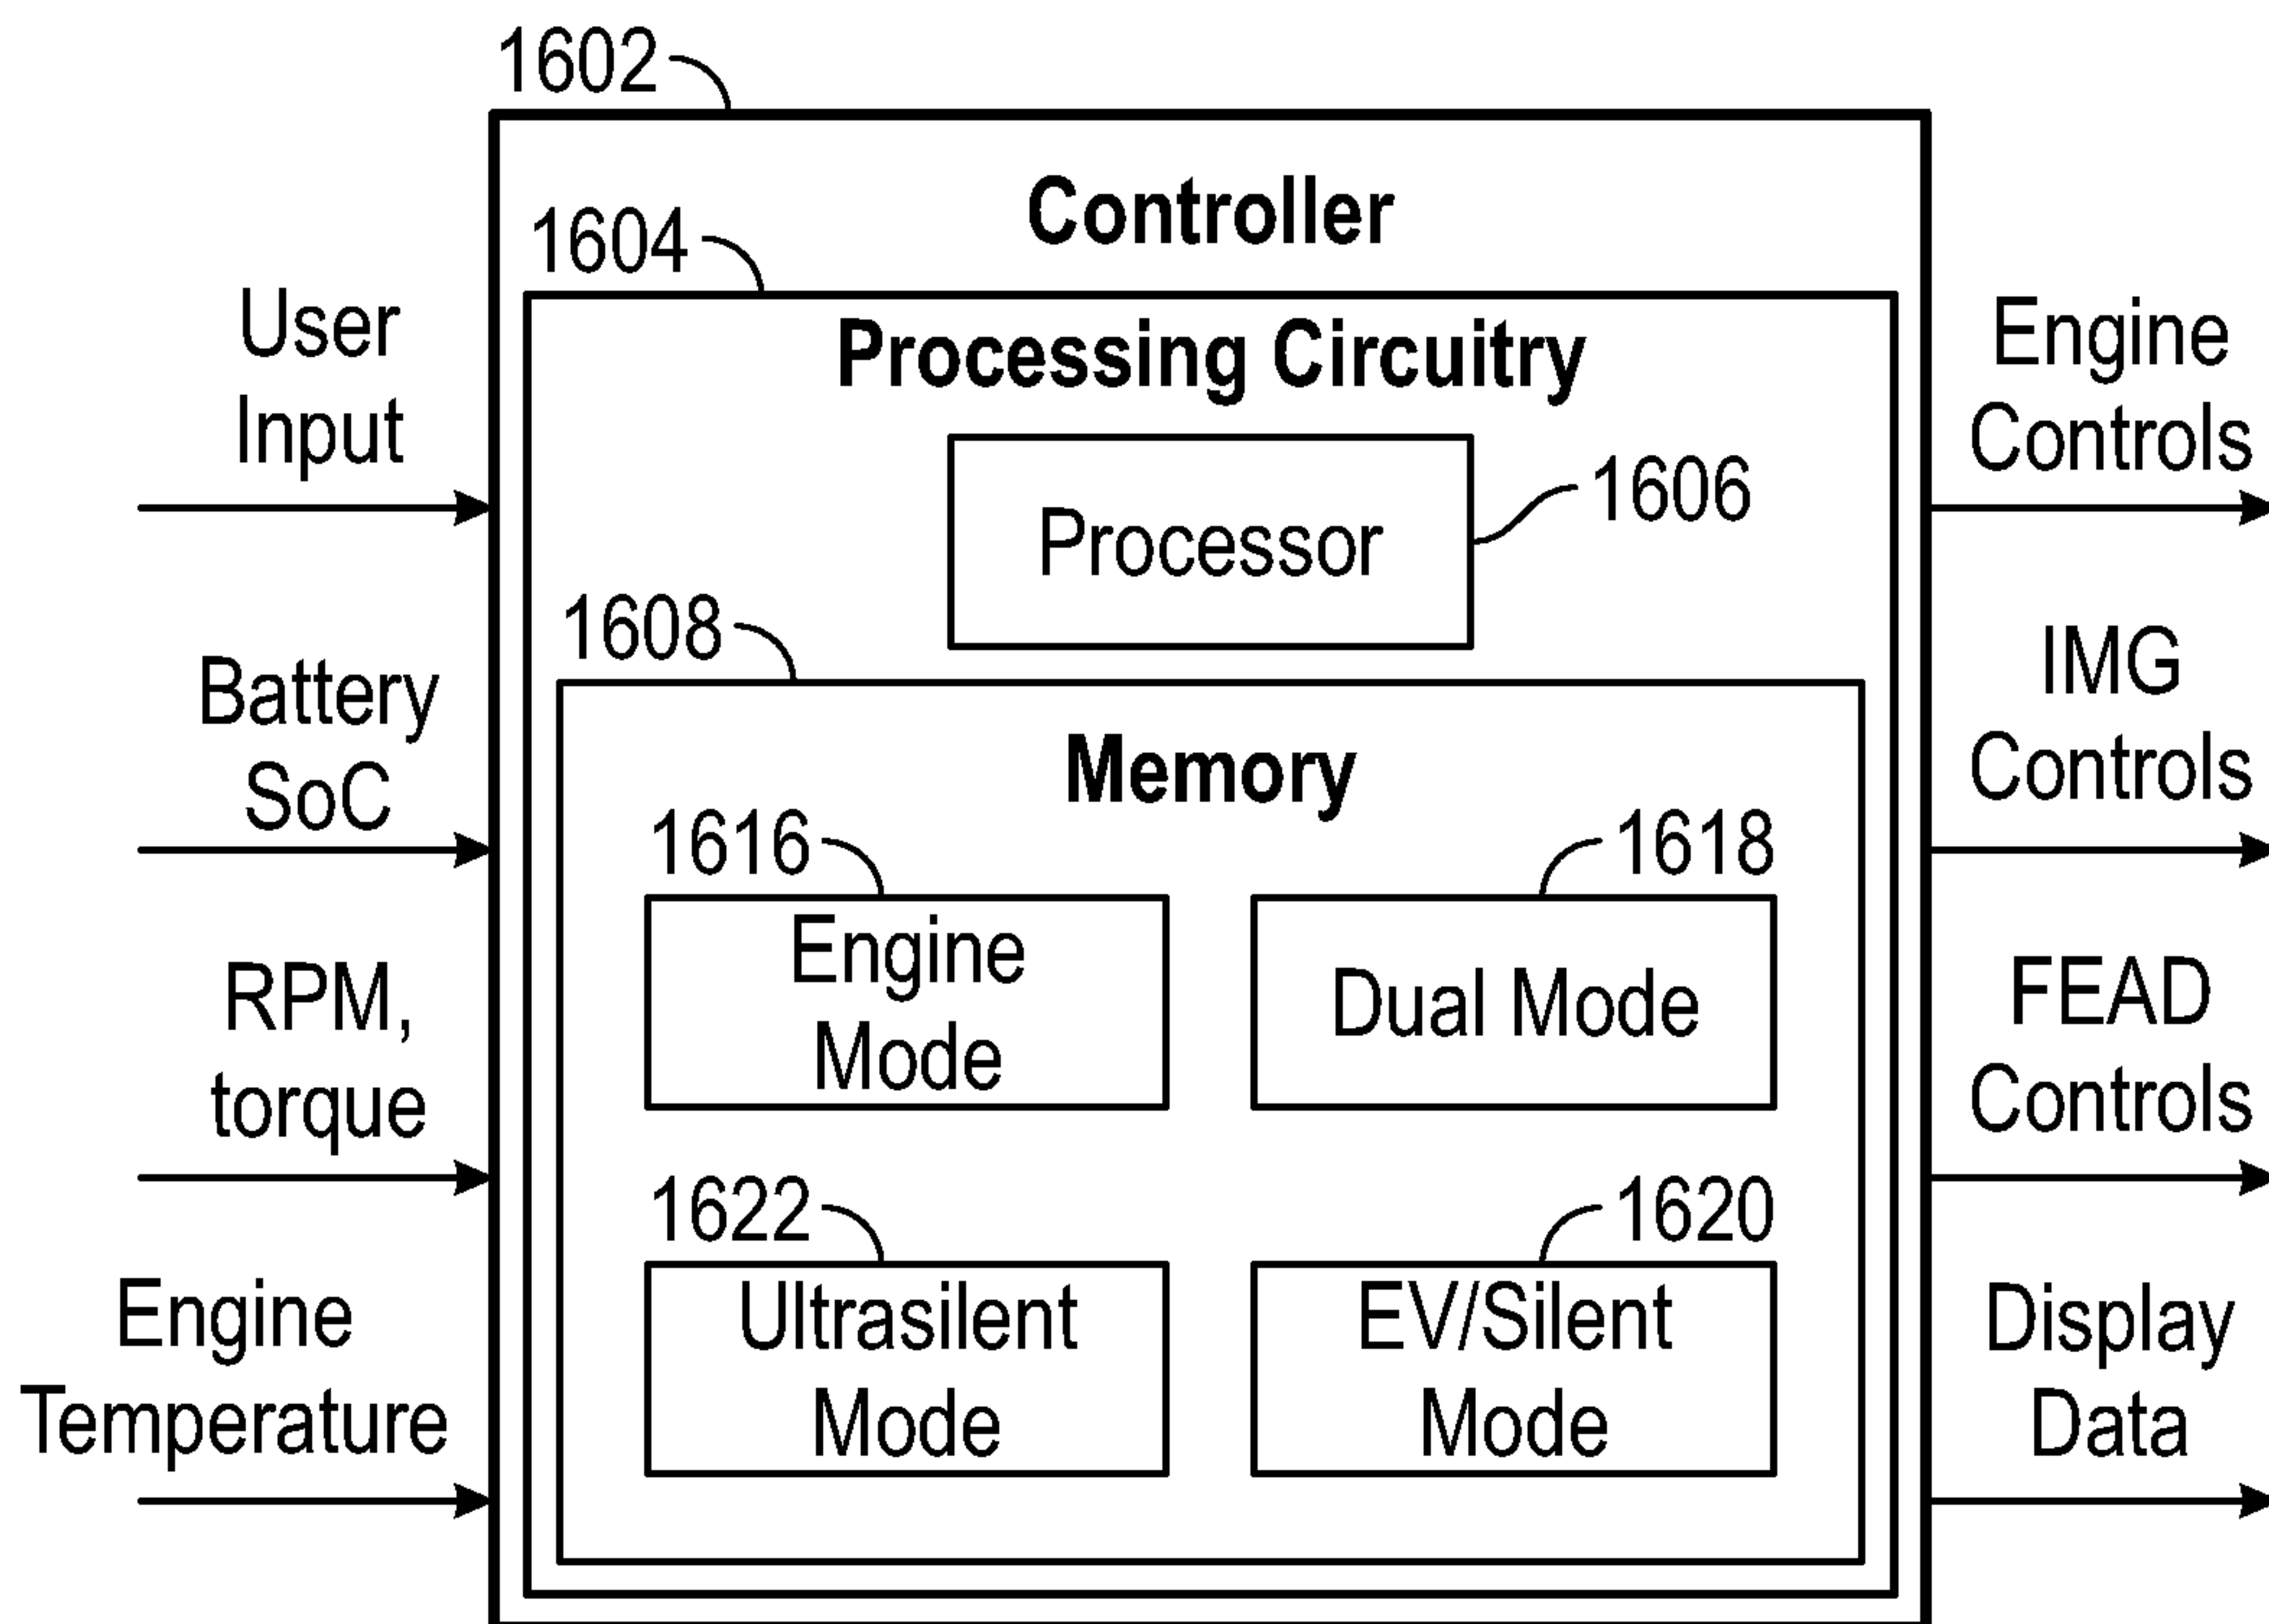 1602
Controller
1604
Processing Circuitry
User
Input
Engine
Controls
Processor
1606
1608
Battery
SoC
IMG
Controls
Memory
1616
1618
Engine
Mode
Dual Mode
RPM,
torque
FEAD
Controls
1622
1620
Ultrasilent
Mode
EV/Silent
Mode
Engine
Temperature
Display
Data